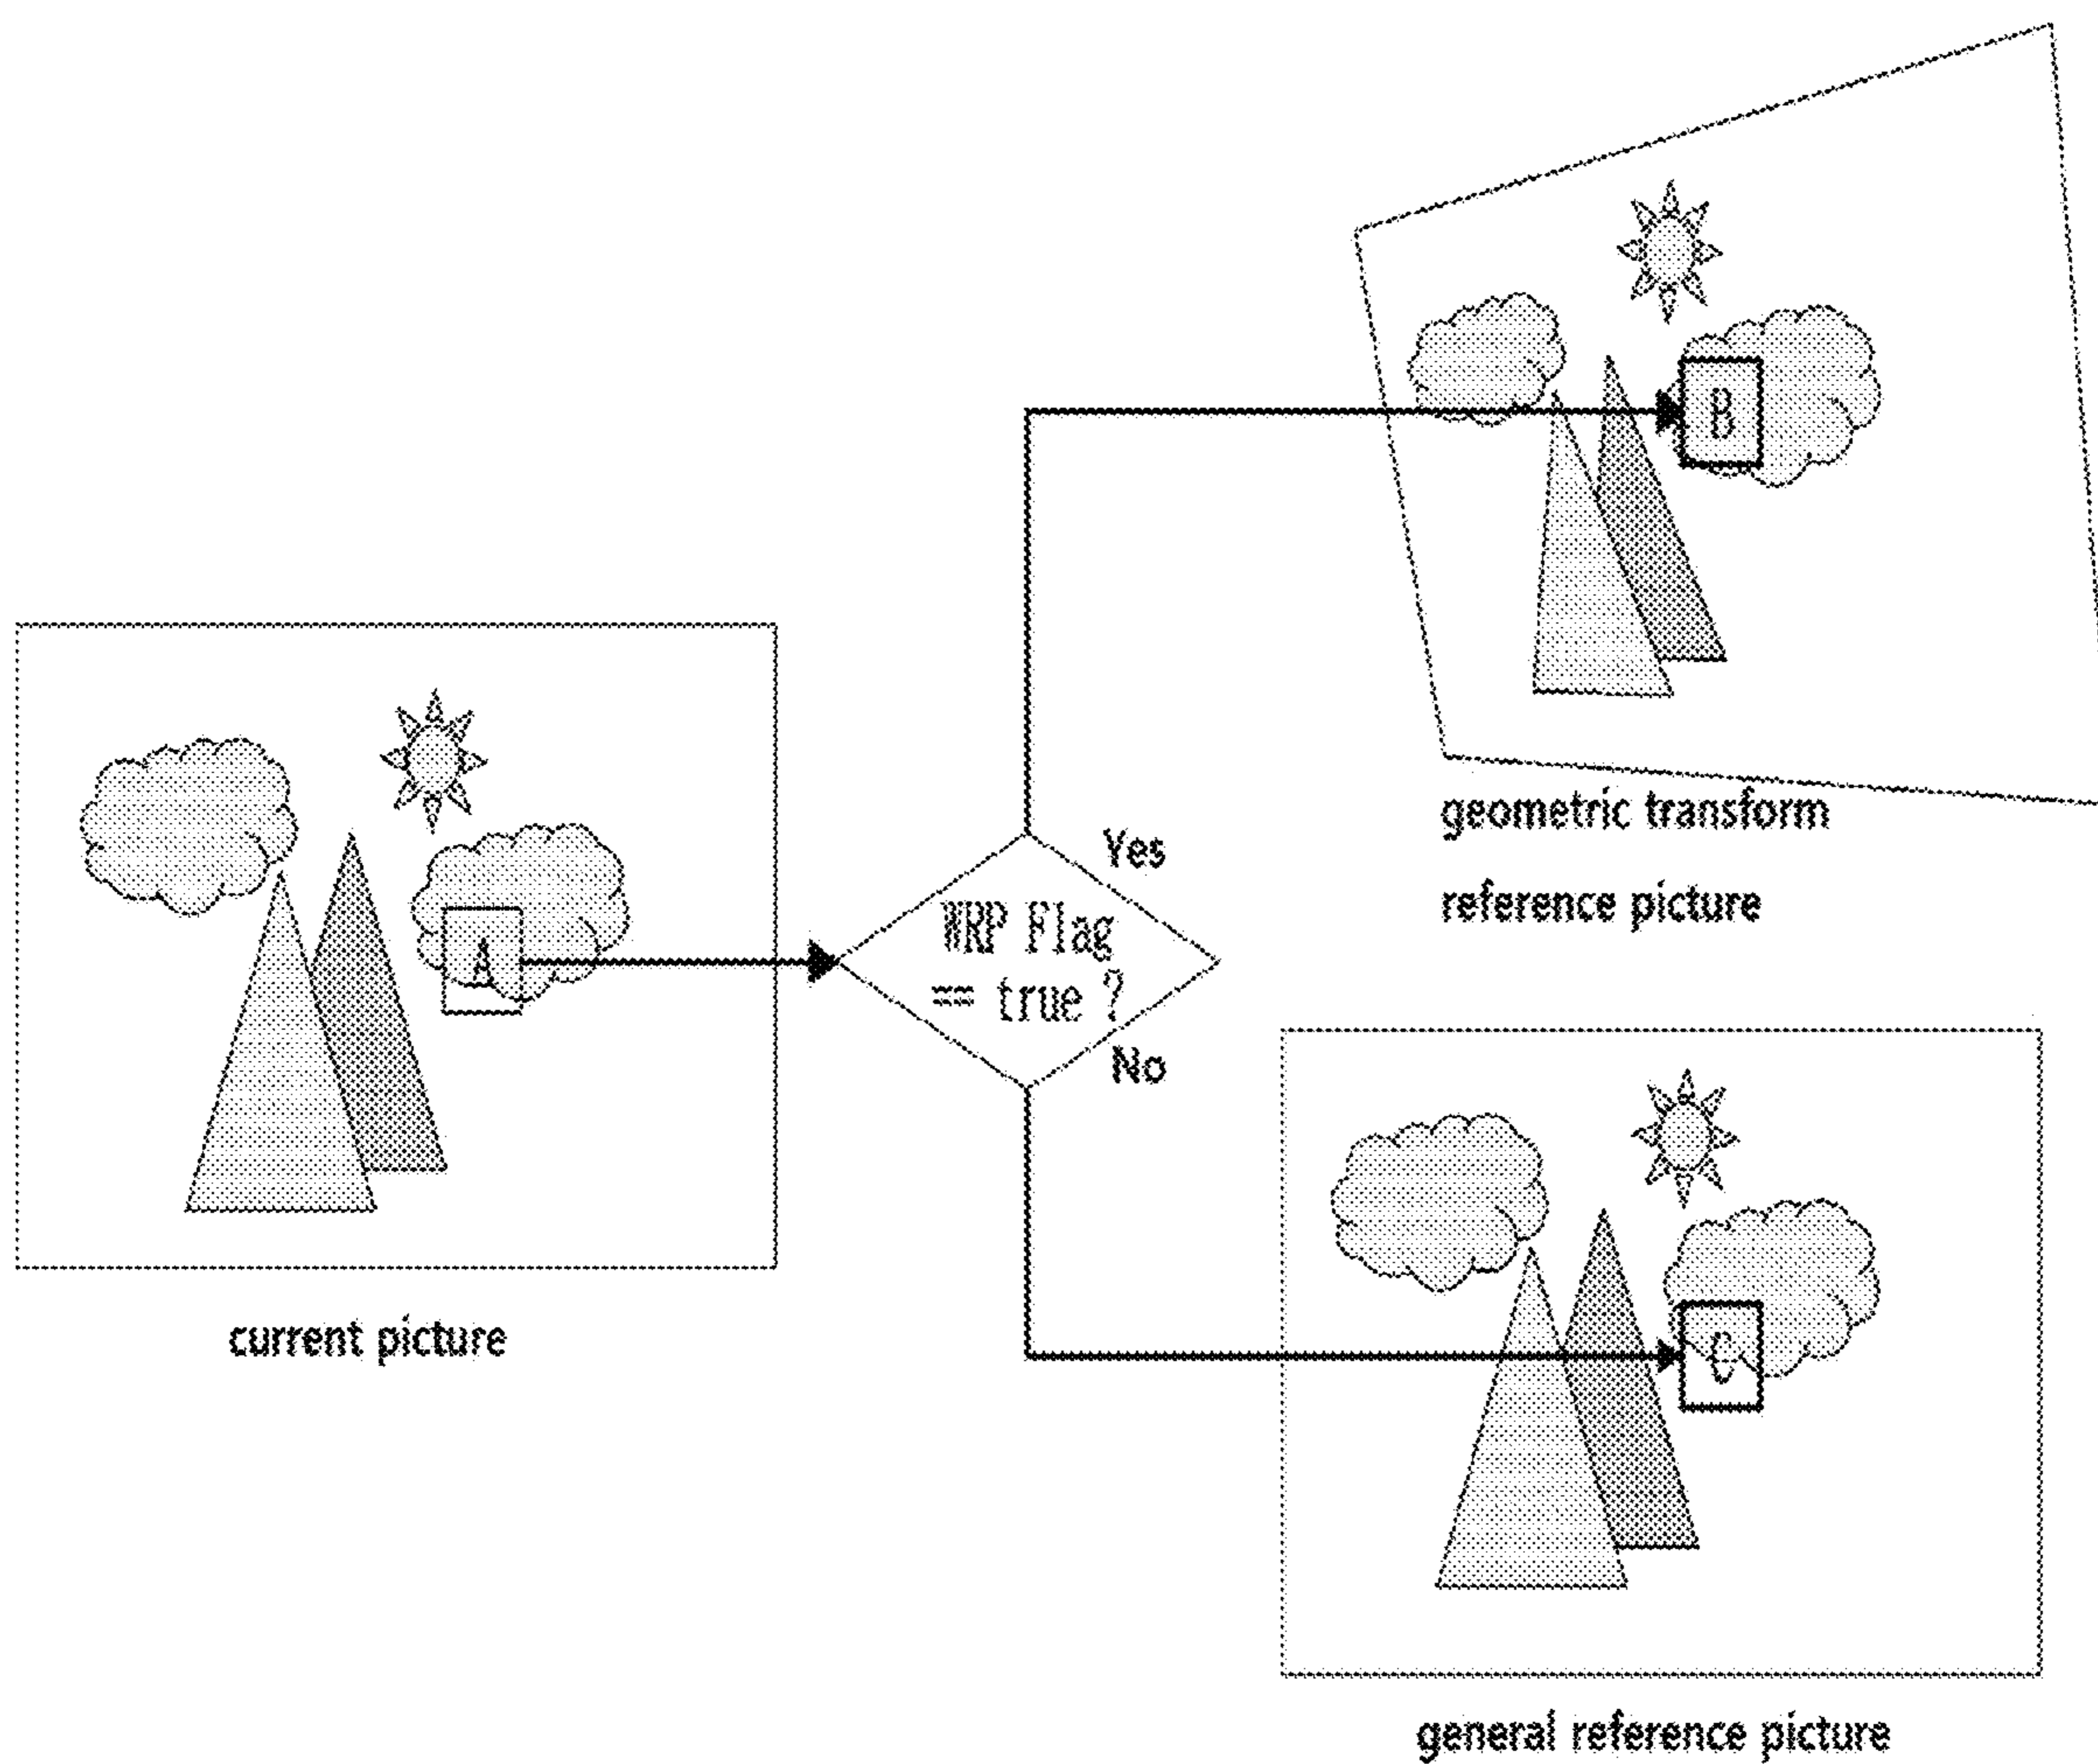 B
geometric transform
reference picture
Yes
WRP Flag
== true ?
No
A
current picture
C
general reference picture